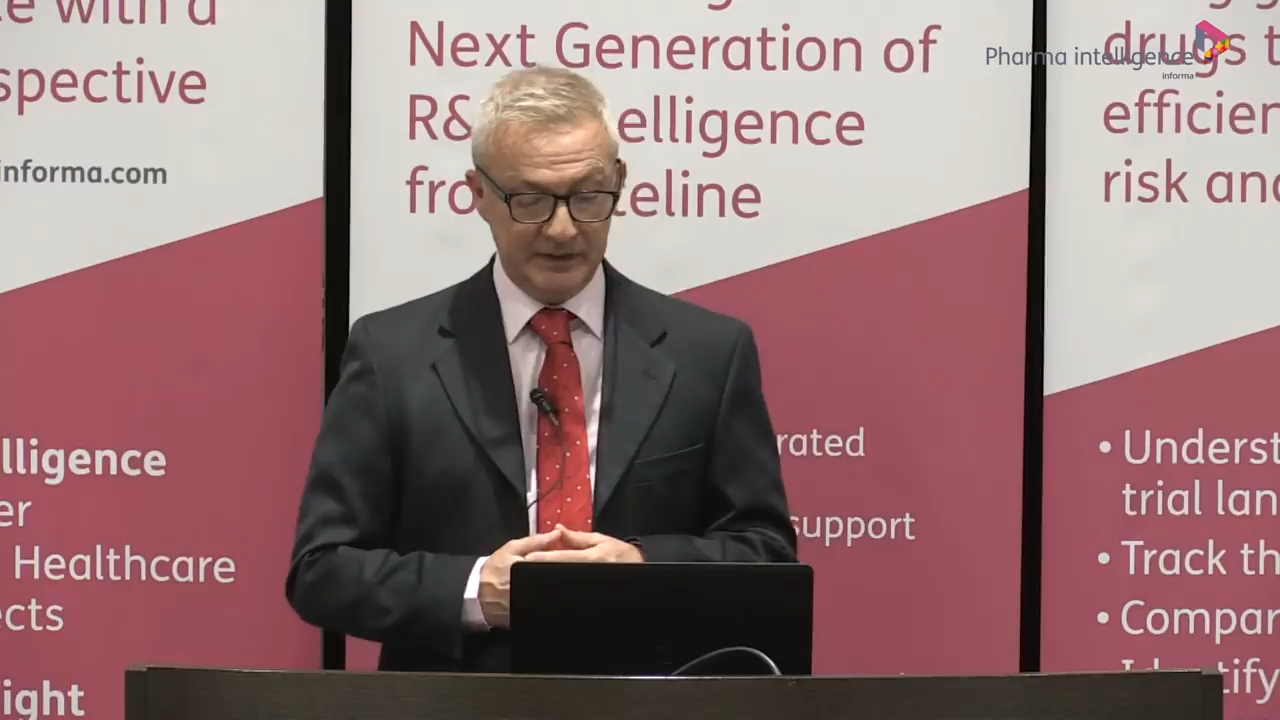 e with a
spective
informa.com
lligence
er
Healthcare
ects
ight
Next Generation of
R& elligence
fro eline
rated
support
Pharma intelligence
informa
drugs t
efficien
risk and
• Underst
trial lan
• Track th
• Compar